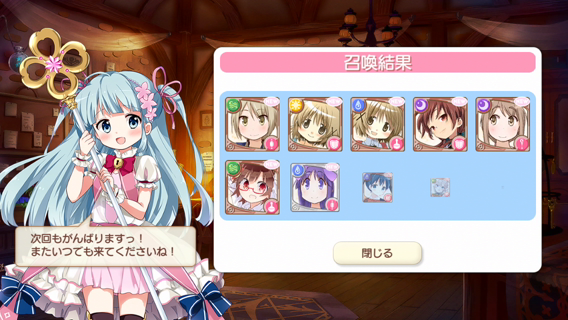 召喚結果
次回もがんばりますっ！
またいつでも来てくださいね！
閉じる